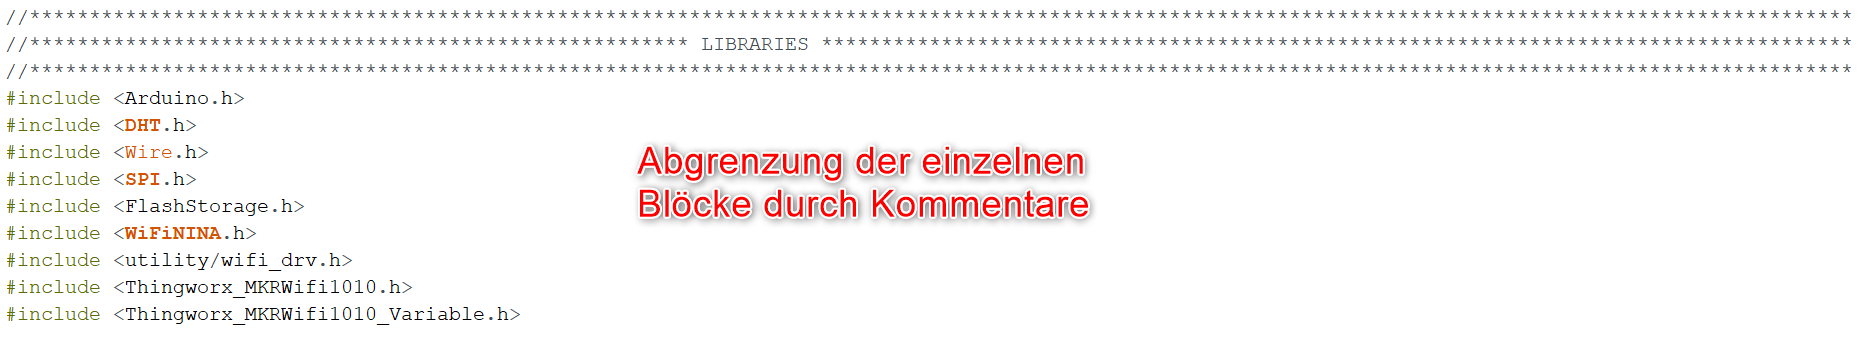 //********************************************************************************************************************************************************
//******************************************************* LIBRARIES **************************************************************************************
//********************************************************************************************************************************************************
#include <Arduino.h>
#include <DHT.h>
#include <Wire.h>
#include <SPI.h>
#include <FlashStorage.h>
#include <WiFiNINA.h>
#include <utility/wifi_drv.h>
#include <Thingworx_MKRWifi1010.h>
#include <Thingworx_MKRWifi1010_Variable.h>
Abgrenzung der einzelnen
Blöcke durch Kommentare